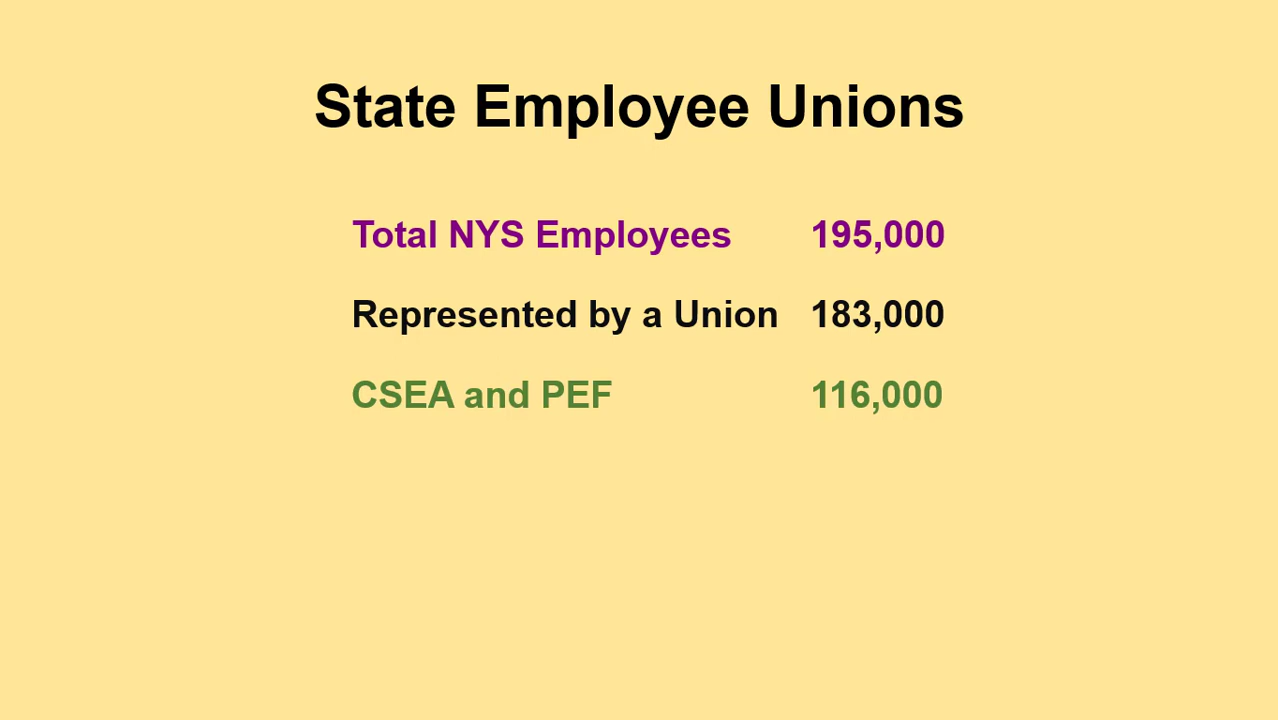 State Employee Unions
Total NYS Employees 195,000
Represented by a Union 183,000
CSEA and PEF 116,000